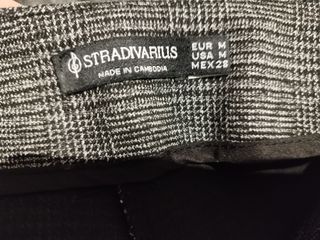 STRADIVARIUS
MADE IN CAMBODIA
EUR M
USA M
MEX 28